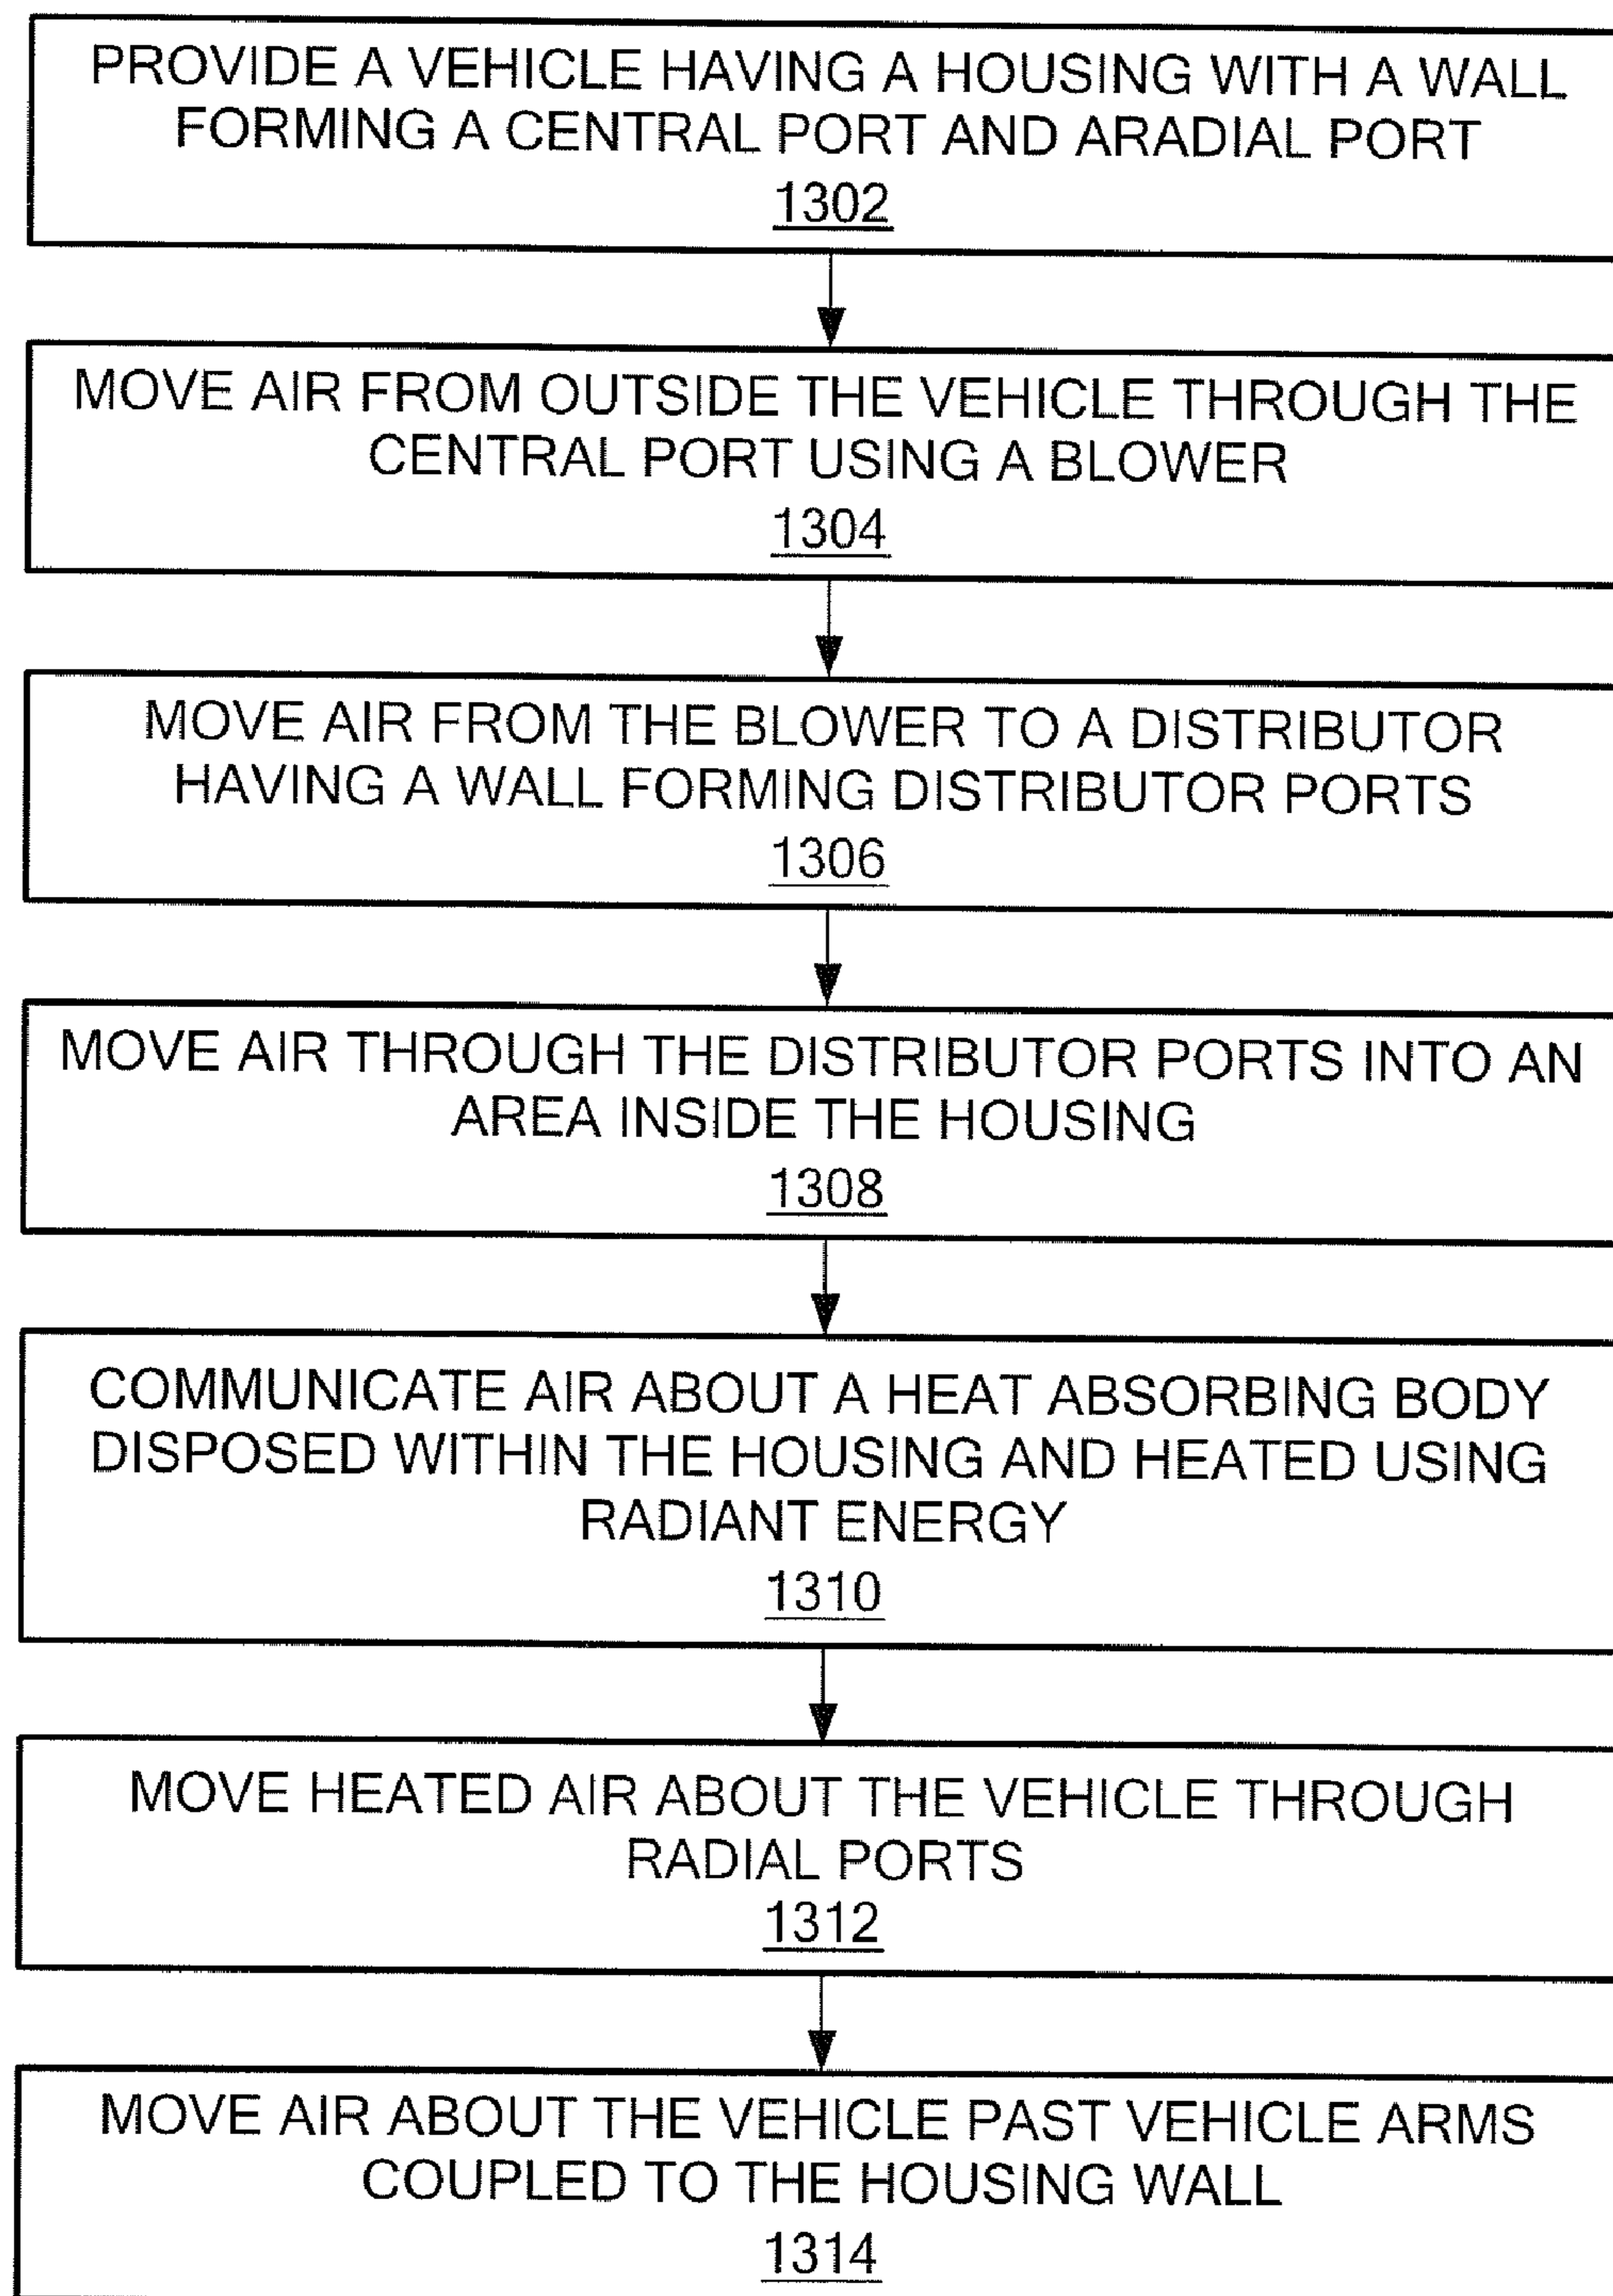 PROVIDE A VEHICLE HAVING A HOUSING WITH A WALL
FORMING A CENTRAL PORT AND ARADIAL PORT
1302
MOVE AIR FROM OUTSIDE THE VEHICLE THROUGH THE
CENTRAL PORT USING A BLOWER
1304
MOVE AIR FROM THE BLOWER TO A DISTRIBUTOR
HAVING A WALL FORMING DISTRIBUTOR PORTS
1306
MOVE AIR THROUGH THE DISTRIBUTOR PORTS INTO AN
AREA INSIDE THE HOUSING
1308
COMMUNICATE AIR ABOUT A HEAT ABSORBING BODY
DISPOSED WITHIN THE HOUSING AND HEATED USING
RADIANT ENERGY
1310
MOVE HEATED AIR ABOUT THE VEHICLE THROUGH
RADIAL PORTS
1312
MOVE AIR ABOUT THE VEHICLE PAST VEHICLE ARMS
COUPLED TO THE HOUSING WALL
1314